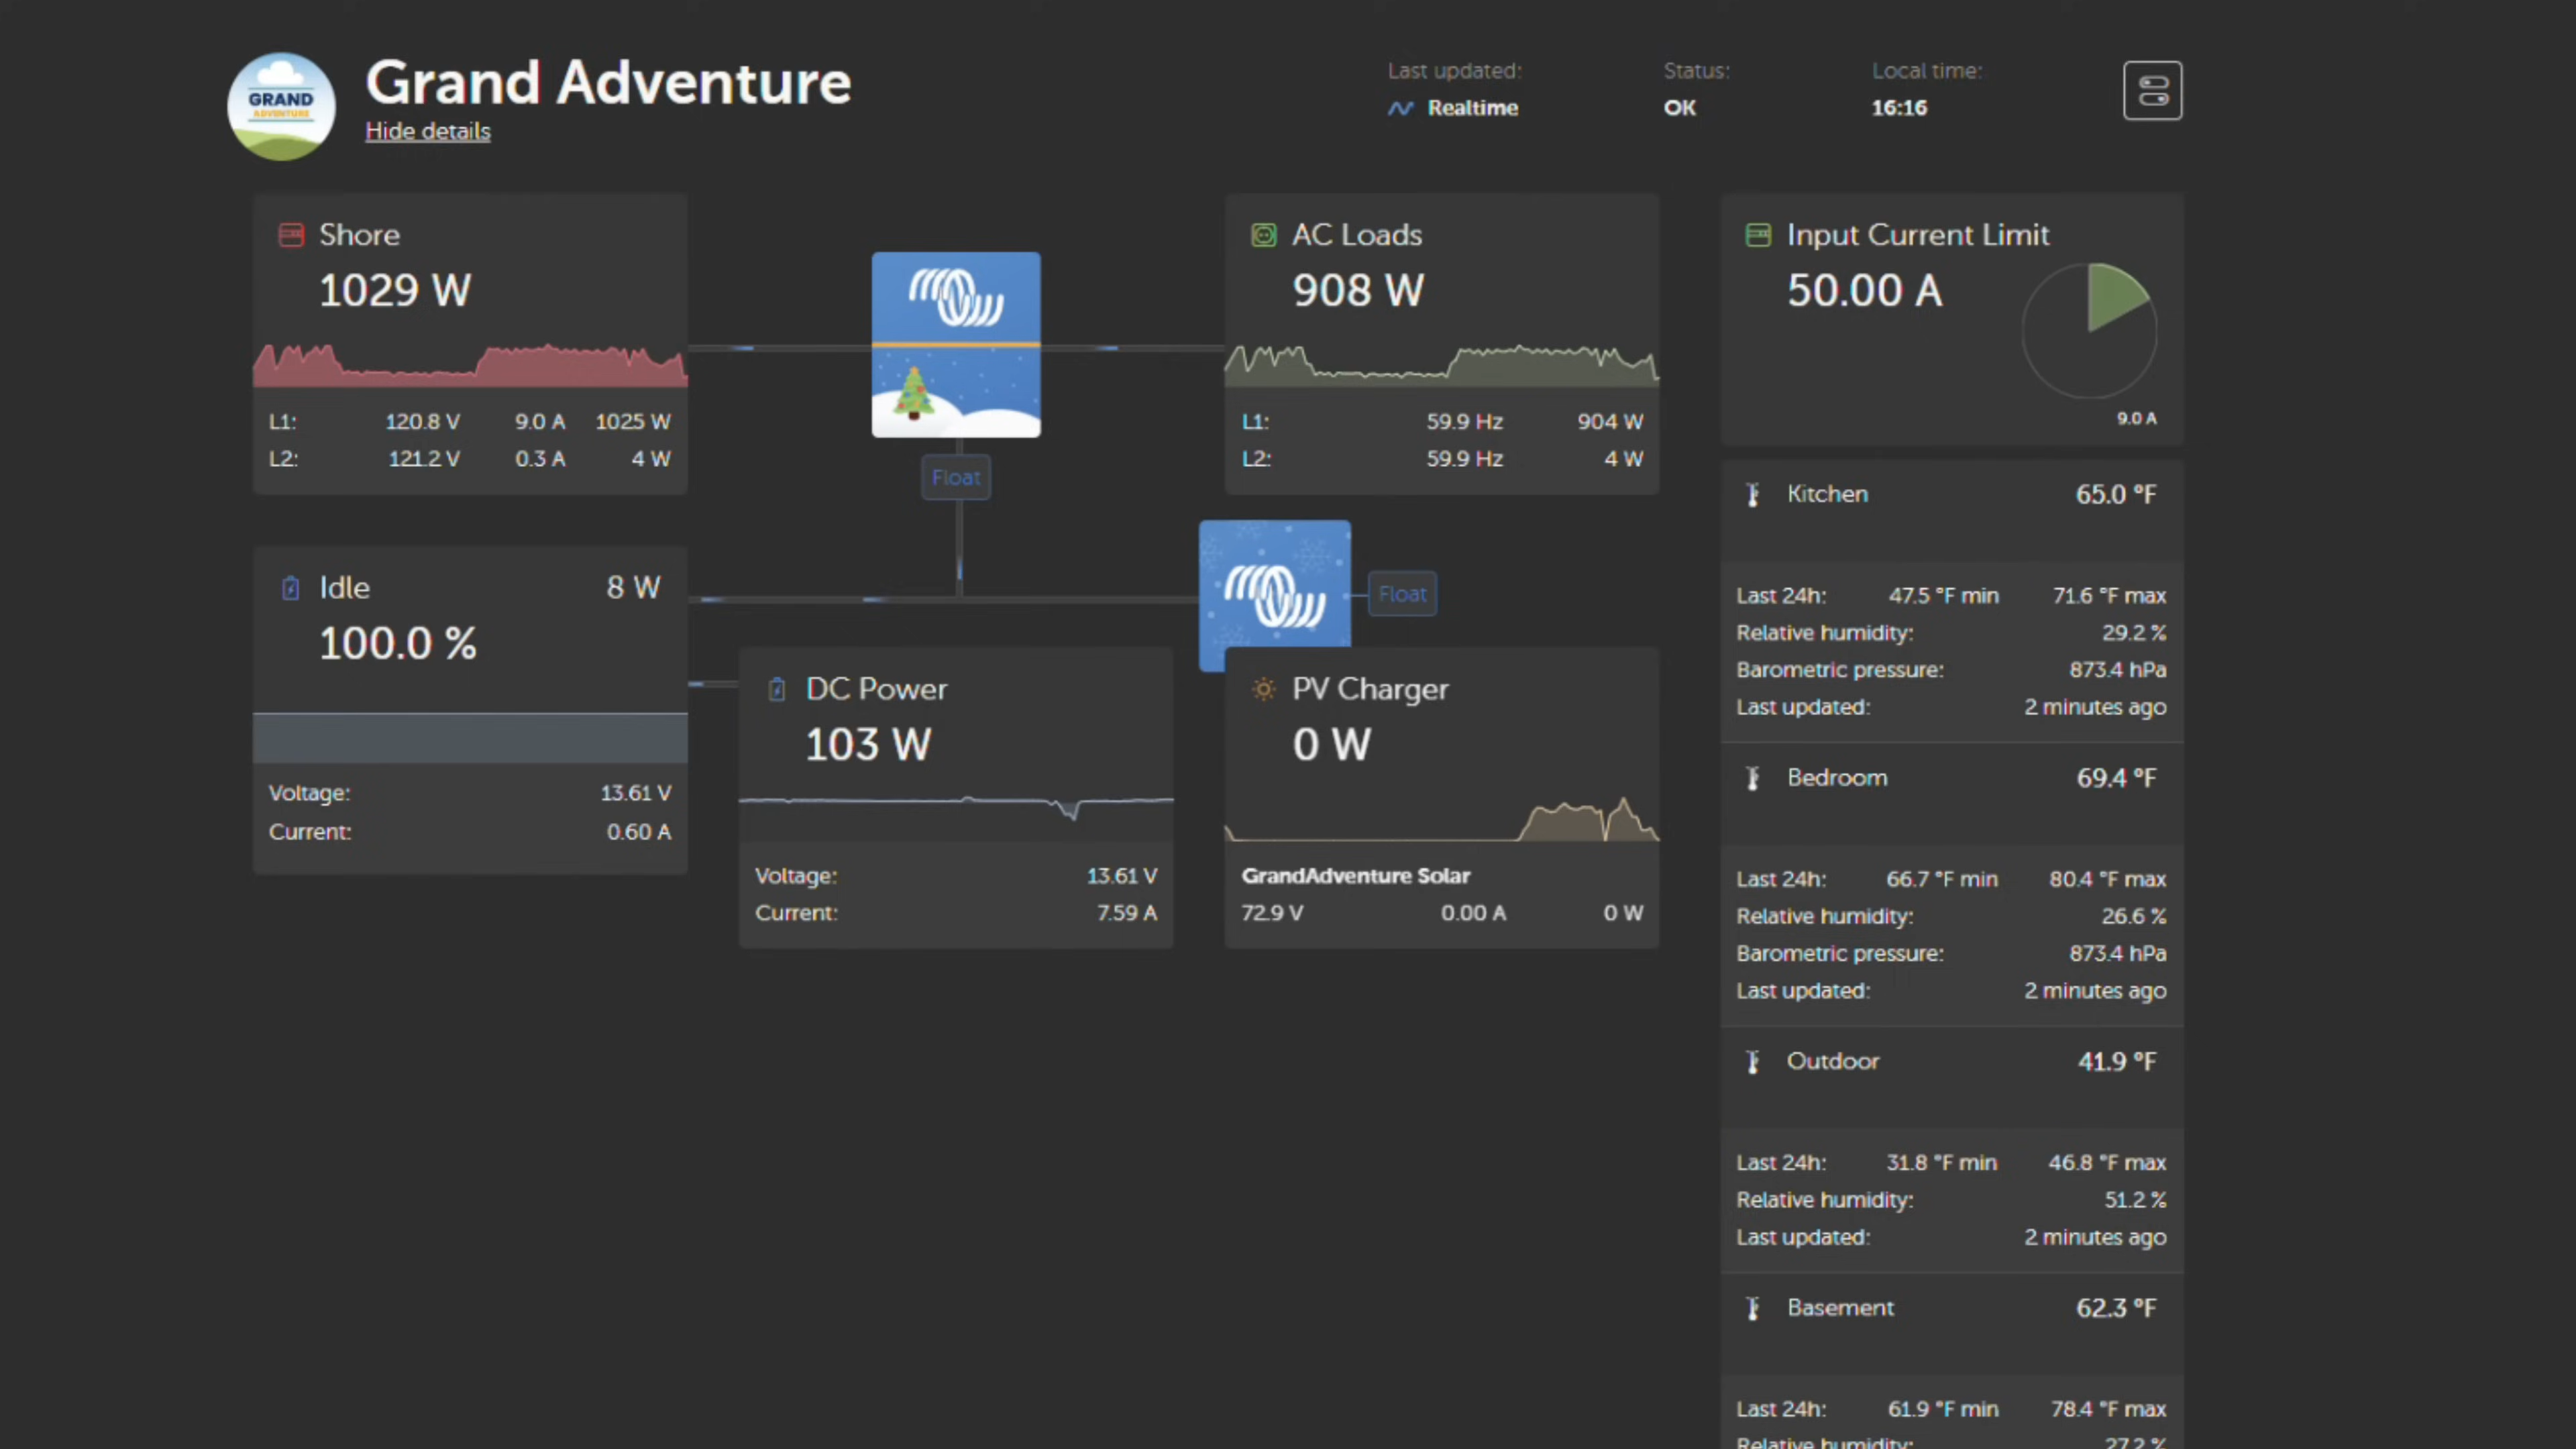 GRAND
ADVENTURE
Grand Adventure
Hide details
Last updated:
Realtime
Status:
OK
Local time:
16:16
Shore
1029 W
L1: 120.8 V 9.0 A 1025 W
L2: 121.2 V 0.3 A 4 W
Float
AC Loads
908 W
L1: 59.9 Hz 904 W
L2: 59.9 Hz 4 W
Idle 8 W
100.0 %
Voltage: 13.61 V
Current: 0.60 A
Float
DC Power
103 W
Voltage: 13.61 V
Current: 7.59 A
PV Charger
0 W
GrandAdventure Solar
72.9 V 0.00 A 0 W
Input Current Limit
50.00 A
9.0 A
Kitchen 65.0 °F
Last 24h: 47.5 °F min 71.6 °F max
Relative humidity: 29.2 %
Barometric pressure: 873.4 hPa
Last updated: 2 minutes ago
Bedroom 69.4 °F
Last 24h: 66.7 °F min 80.4 °F max
Relative humidity: 26.6 %
Barometric pressure: 873.4 hPa
Last updated: 2 minutes ago
Outdoor 41.9 °F
Last 24h: 31.8 °F min 46.8 °F max
Relative humidity: 51.2 %
Last updated: 2 minutes ago
Basement 62.3 °F
Last 24h: 61.9 °F min 78.4 °F max
Relative humidity: 27.2 %